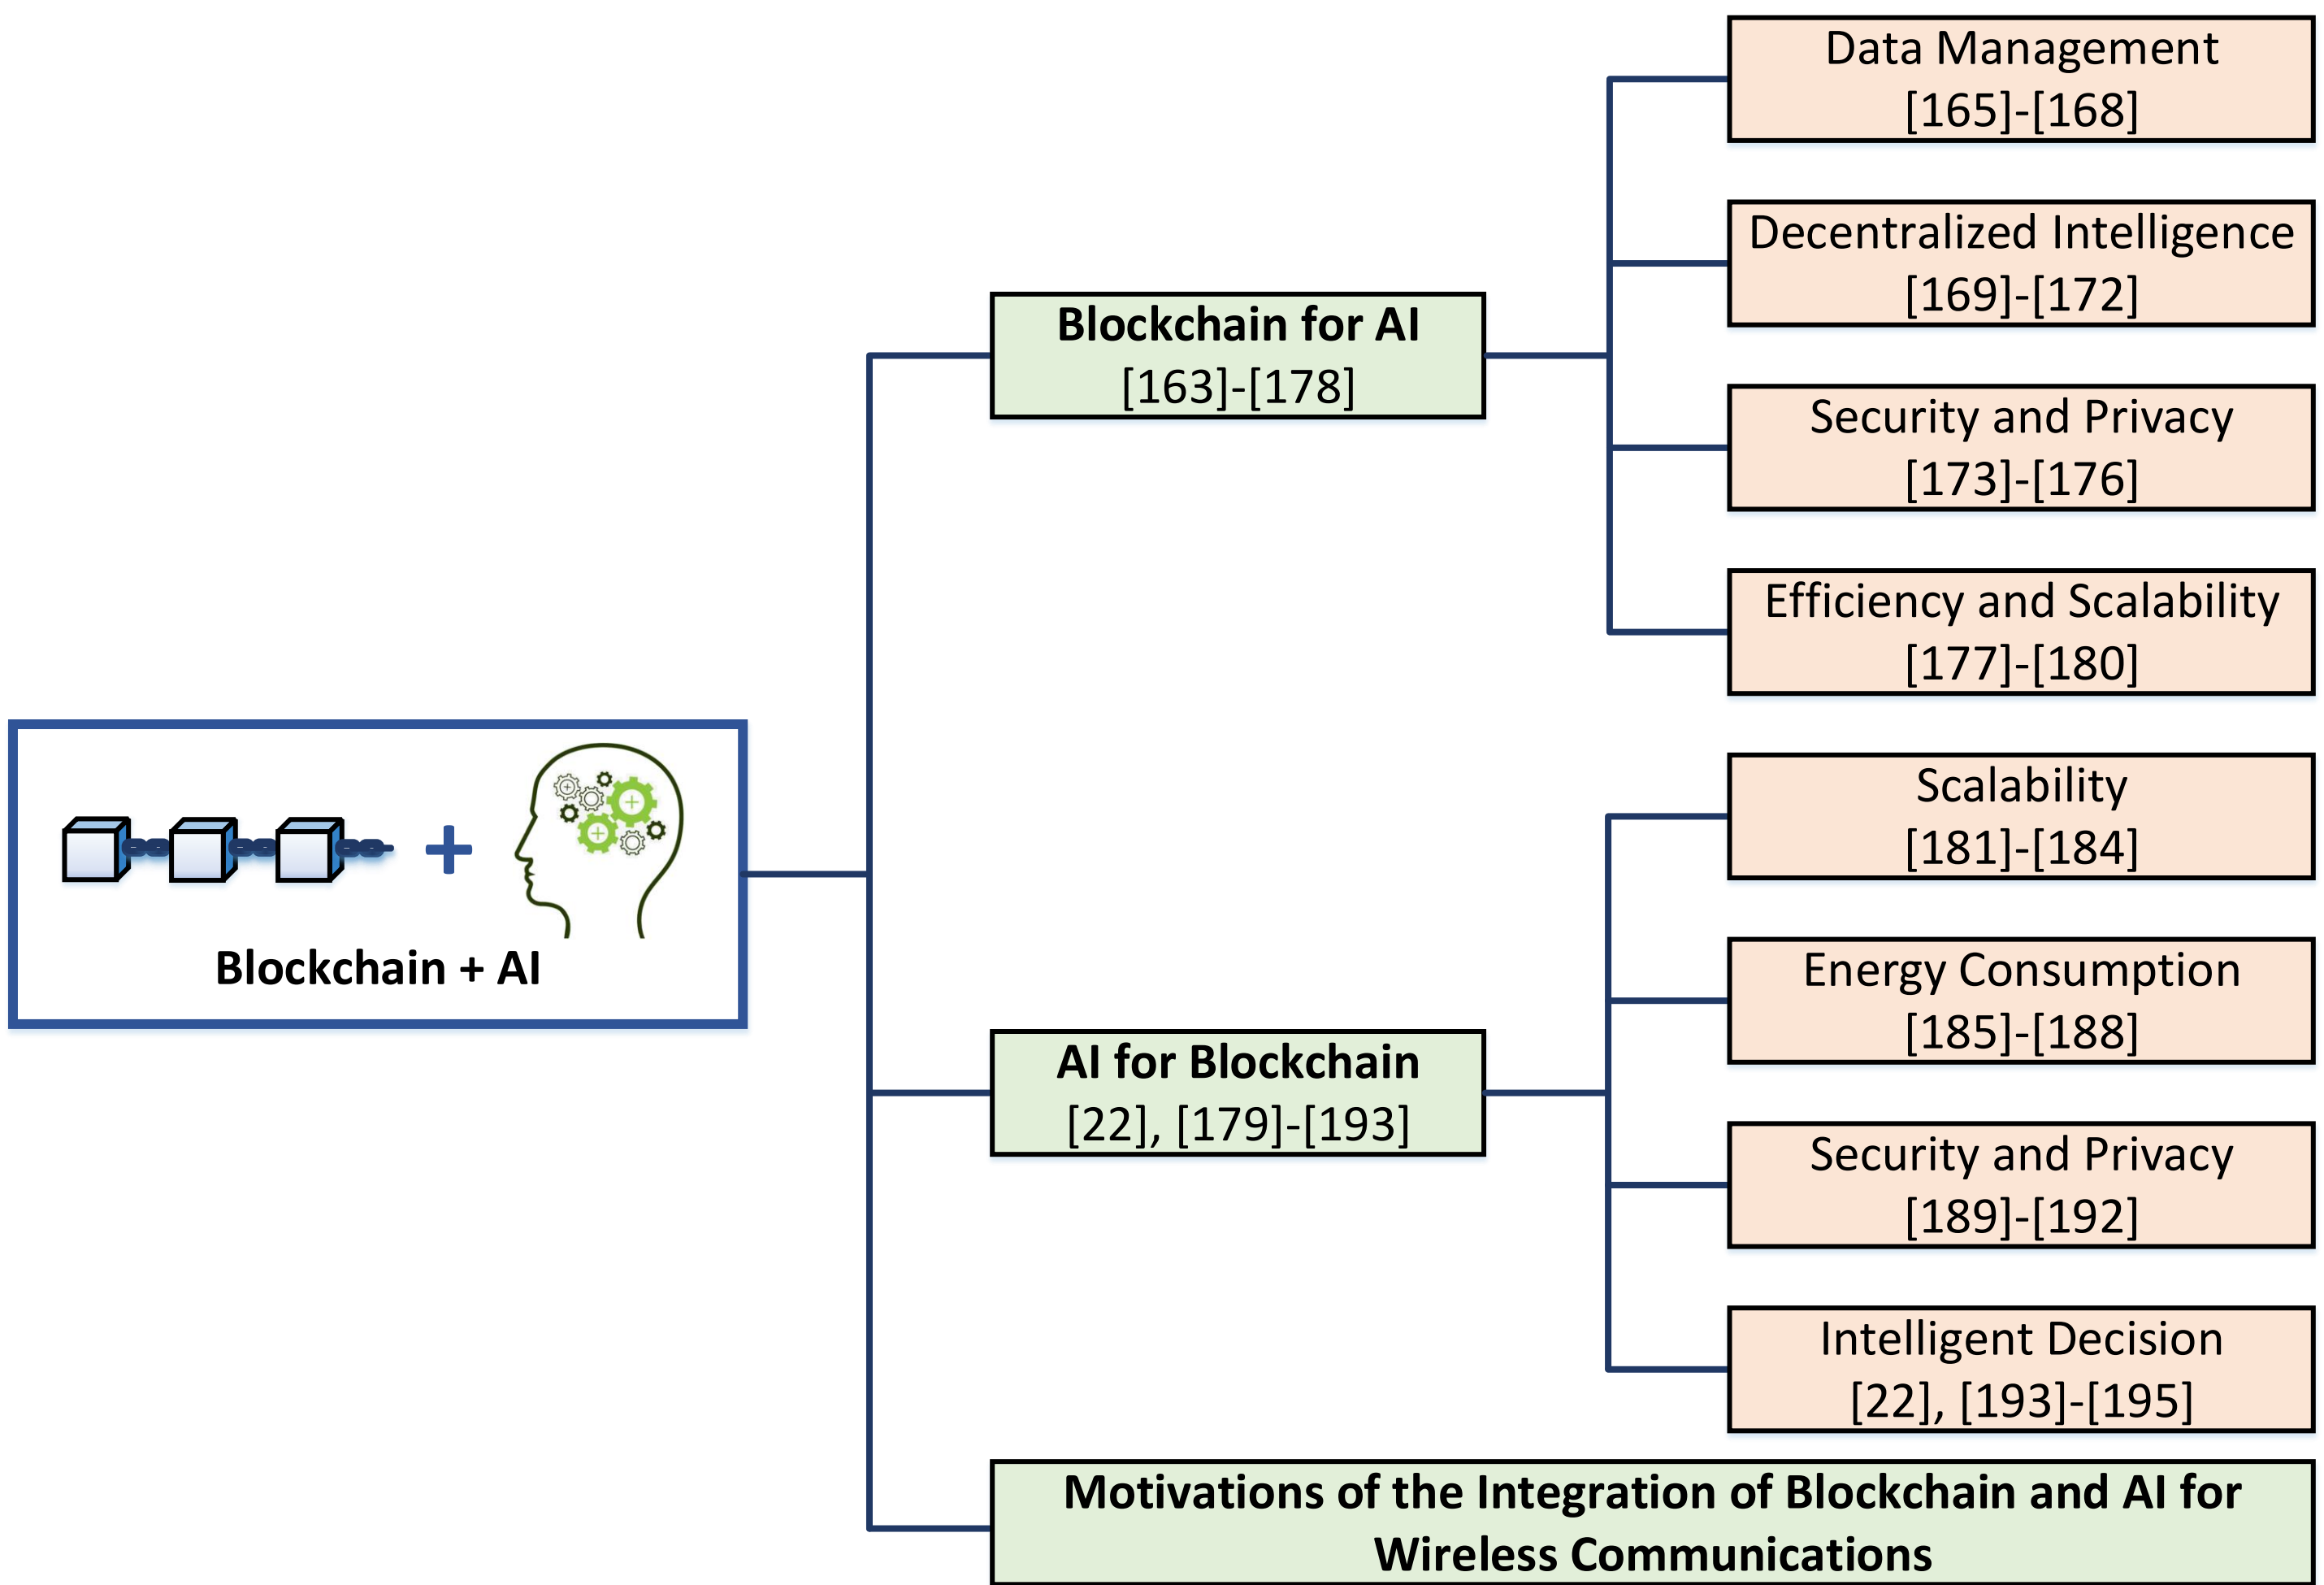 Blockchain + AI
Blockchain for AI
[163]-[178]
Data Management
[165]-[168]
Decentralized Intelligence
[169]-[172]
Security and Privacy
[173]-[176]
Efficiency and Scalability
[177]-[180]
AI for Blockchain
[22], [179]-[193]
Scalability
[181]-[184]
Energy Consumption
[185]-[188]
Security and Privacy
[189]-[192]
Intelligent Decision
[22], [193]-[195]
Motivations of the Integration of Blockchain and AI for
Wireless Communications